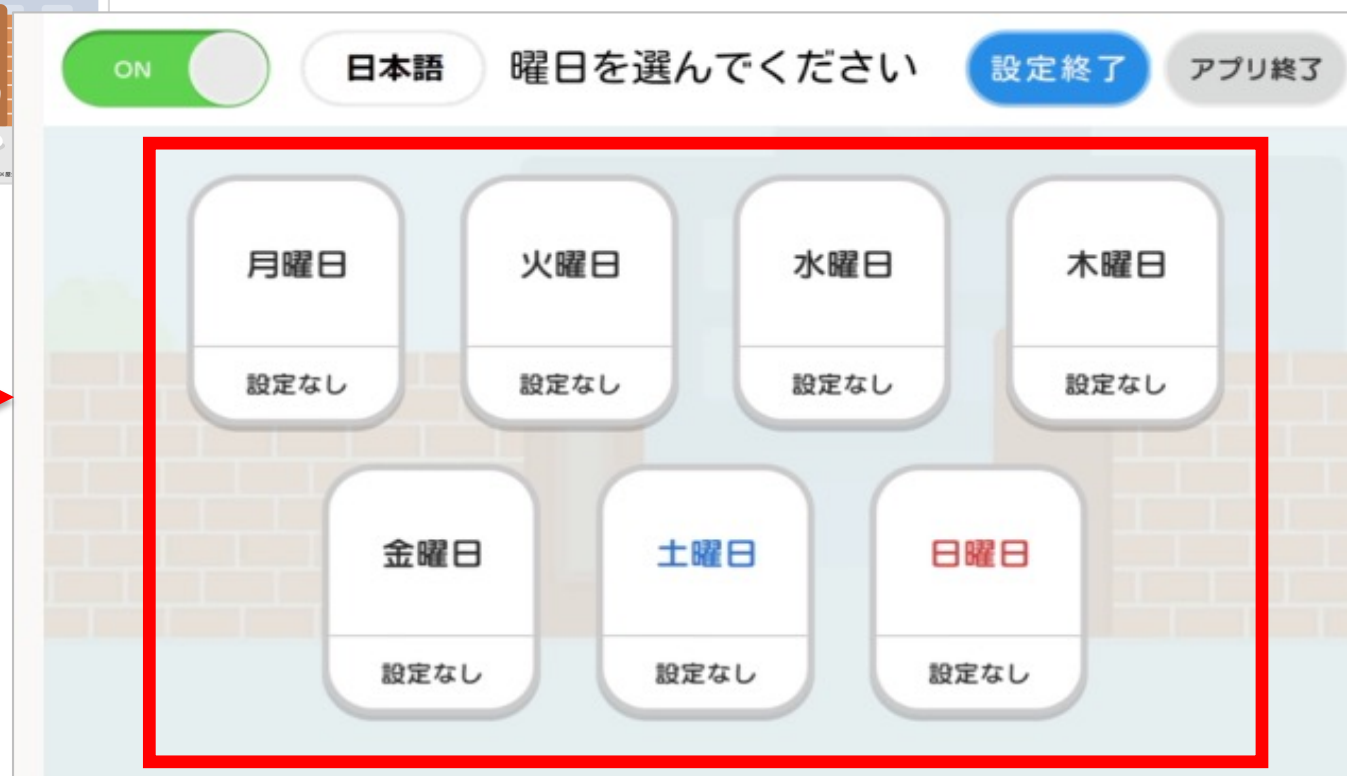 ON 日本語 曜日を選んでください 設定終了 アプリ終了
月曜日 火曜日 水曜日 木曜日
設定なし 設定なし 設定なし 設定なし
金曜日 土曜日 日曜日
設定なし 設定なし 設定なし